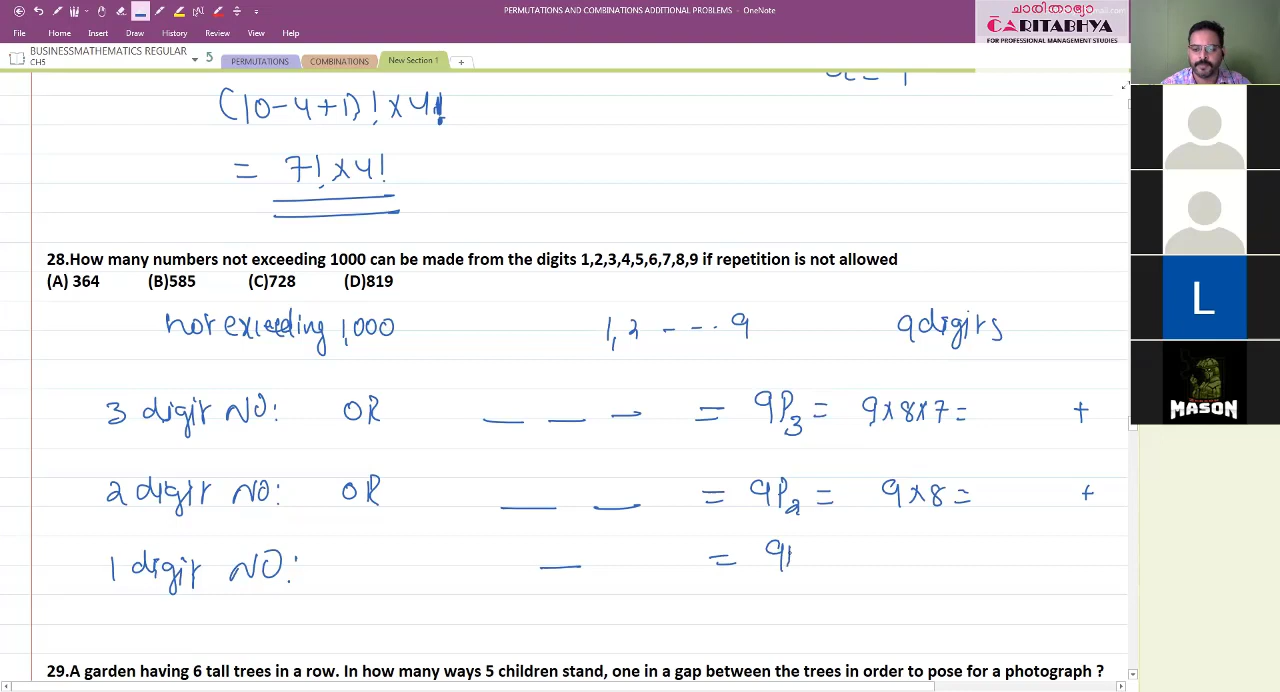 PERMUTATIONS AND COMBINATIONS ADDITIONAL PROBLEMS - OneNote
ചാരിതാഭ്യാ
CARITABHYA
FOR PROFESSIONAL MANAGEMENT STUDIES
File Home Insert Draw History Review View Help
BUSINESSMATHEMATICS REGULAR
CH5
PERMUTATIONS COMBINATIONS New Section 1 +
(10-4+1)! × 4!
= 7! × 4!
28.How many numbers not exceeding 1000 can be made from the digits 1,2,3,4,5,6,7,8,9 if repetition is not allowed
(A) 364 (B)585 (C)728 (D)819
not exceeding 1,000 1, 2 - - .. 9 9 digits
3 digit NO: OR _ _ _ = 9P3 = 9×8×7= +
2 digit NO: OR _ _ = 9P2 = 9×8= +
1 digit NO: _ = 9
29.A garden having 6 tall trees in a row. In how many ways 5 children stand, one in a gap between the trees in order to pose for a photograph ?
L
MASON